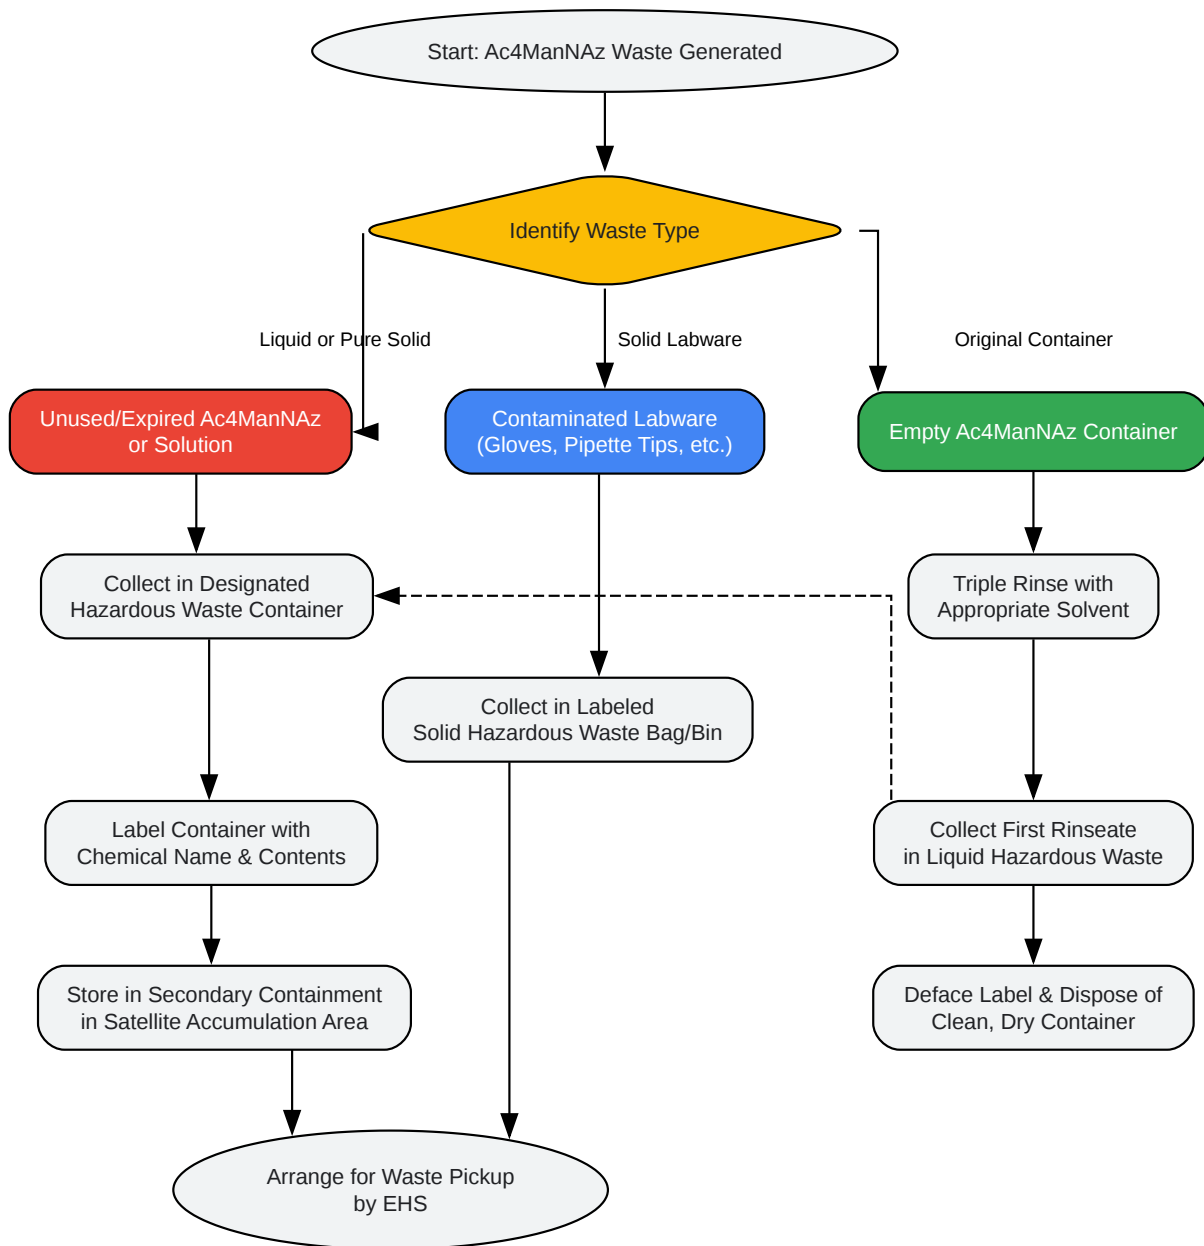 Start: Ac4ManNAz Waste Generated
Identify Waste Type
Liquid or Pure Solid
Solid Labware
Original Container
Unused/Expired Ac4ManNAz
or Solution
Contaminated Labware
(Gloves, Pipette Tips, etc.)
Empty Ac4ManNAz Container
Collect in Designated
Hazardous Waste Container
Triple Rinse with
Appropriate Solvent
Collect in Labeled
Solid Hazardous Waste Bag/Bin
Label Container with
Chemical Name & Contents
Collect First Rinseate
in Liquid Hazardous Waste
Store in Secondary Containment
in Satellite Accumulation Area
Deface Label & Dispose of
Clean, Dry Container
Arrange for Waste Pickup
by EHS